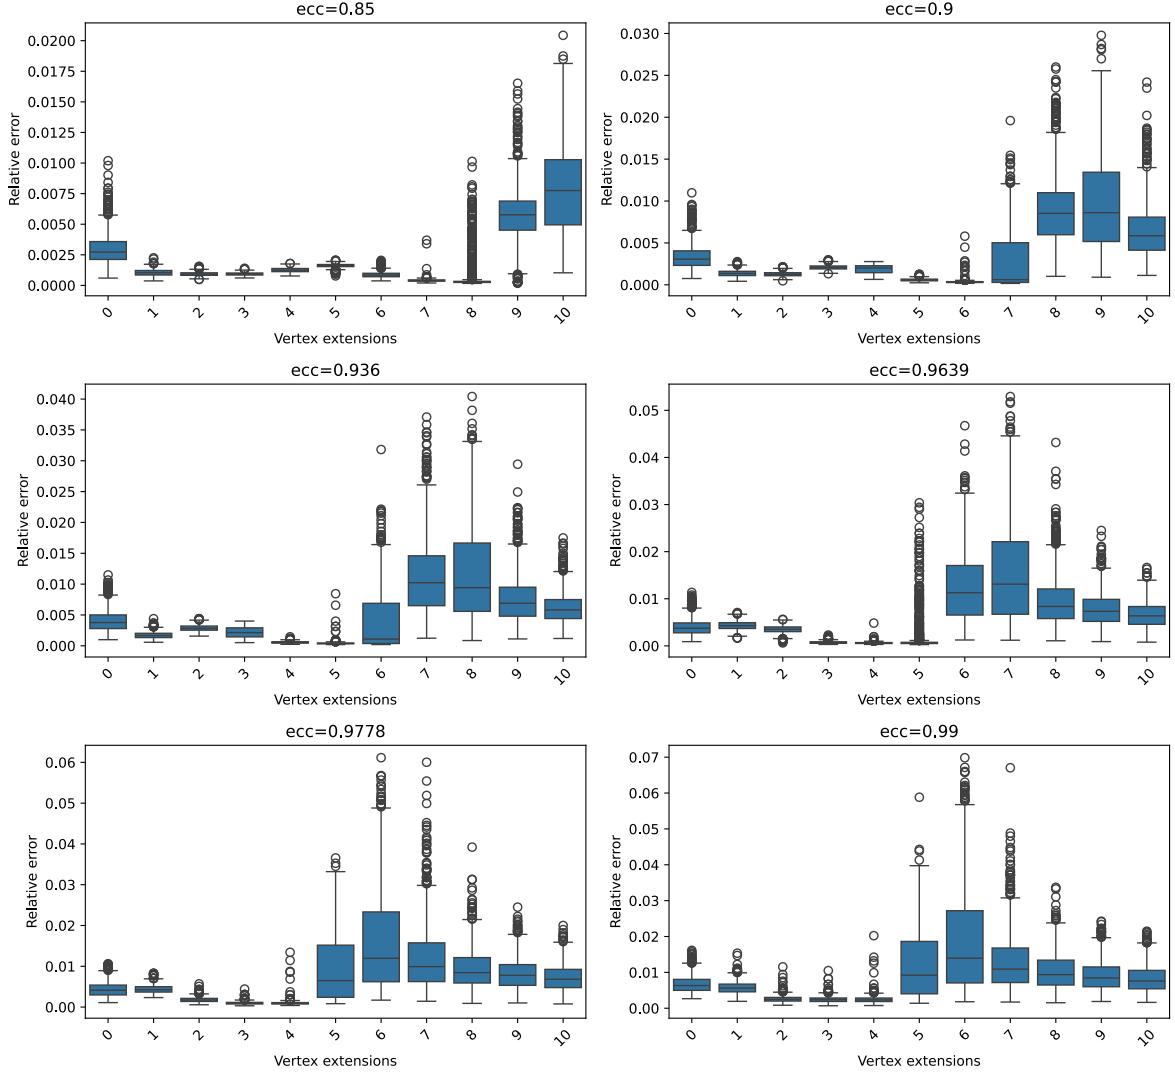 ecc=0.85
0.0200
0.0175
0.0150
0.0125
0.0100
0.0075
0.0050
0.0025
0.0000
Relative error
0 1 2 3 4 5 6 7 8 9 10
Vertex extensions
ecc=0.9
0.030
0.025
0.020
0.015
0.010
0.005
0.000
Relative error
0 1 2 3 4 5 6 7 8 9 10
Vertex extensions
ecc=0.936
0.040
0.035
0.030
0.025
0.020
0.015
0.010
0.005
0.000
Relative error
0 1 2 3 4 5 6 7 8 9 10
Vertex extensions
ecc=0.9639
0.05
0.04
0.03
0.02
0.01
0.00
Relative error
0 1 2 3 4 5 6 7 8 9 10
Vertex extensions
ecc=0.9778
0.06
0.05
0.04
0.03
0.02
0.01
0.00
Relative error
0 1 2 3 4 5 6 7 8 9 10
Vertex extensions
ecc=0.99
0.07
0.06
0.05
0.04
0.03
0.02
0.01
0.00
Relative error
0 1 2 3 4 5 6 7 8 9 10
Vertex extensions